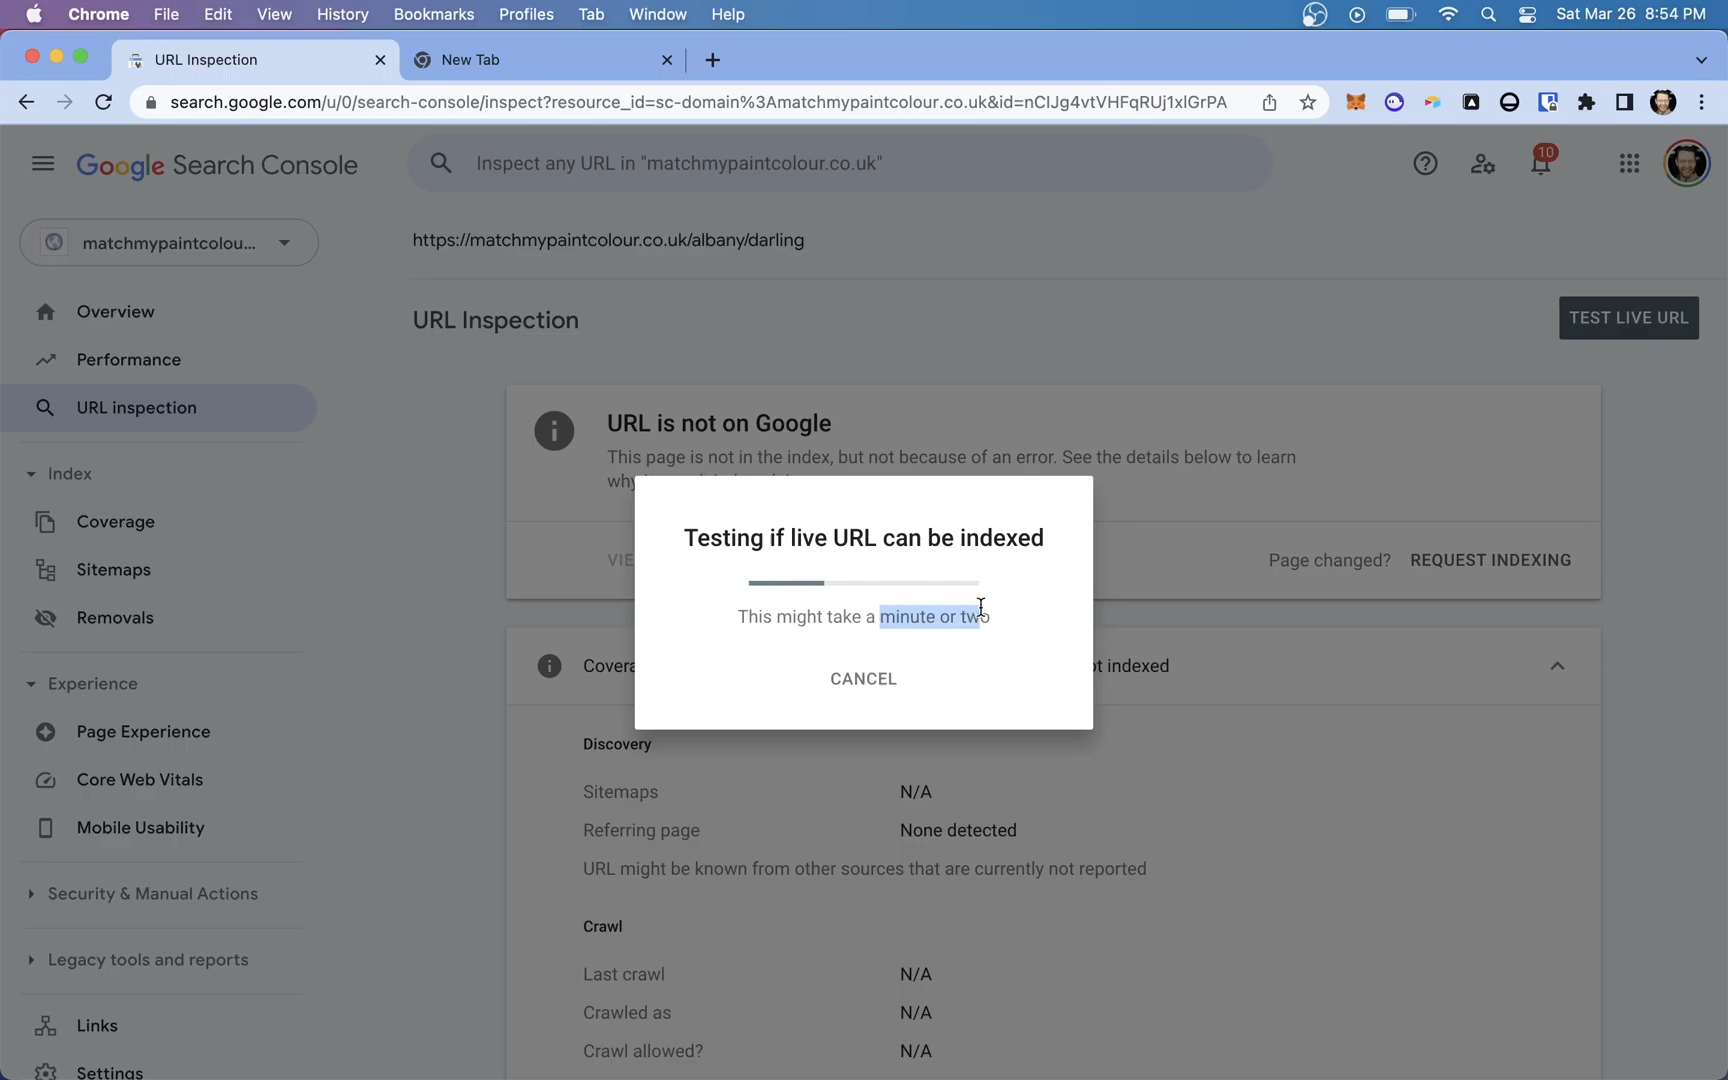 Chrome File Edit View History Bookmarks Profiles Tab Window Help Sat Mar 26 8:54 PM
URL Inspection
New Tab
search.google.com/u/0/search-console/inspect?resource_id=sc-domain%3Amatchmypaintcolour.co.uk&id=nCIJg4vtVHFqRUj1xlGrPA
Google Search Console
Inspect any URL in "matchmypaintcolour.co.uk"
10
matchmypaintcolou...
https://matchmypaintcolour.co.uk/albany/darling
Overview
Performance
URL inspection
Index
Coverage
Sitemaps
Removals
Experience
Page Experience
Core Web Vitals
Mobile Usability
Security & Manual Actions
Legacy tools and reports
Links
Settings
URL Inspection
TEST LIVE URL
URL is not on Google
This page is not in the index, but not because of an error. See the details below to learn
Page changed? REQUEST INDEXING
Testing if live URL can be indexed
This might take a minute or two
CANCEL
indexed
Discovery
Sitemaps N/A
Referring page None detected
URL might be known from other sources that are currently not reported
Crawl
Last crawl N/A
Crawled as N/A
Crawl allowed? N/A